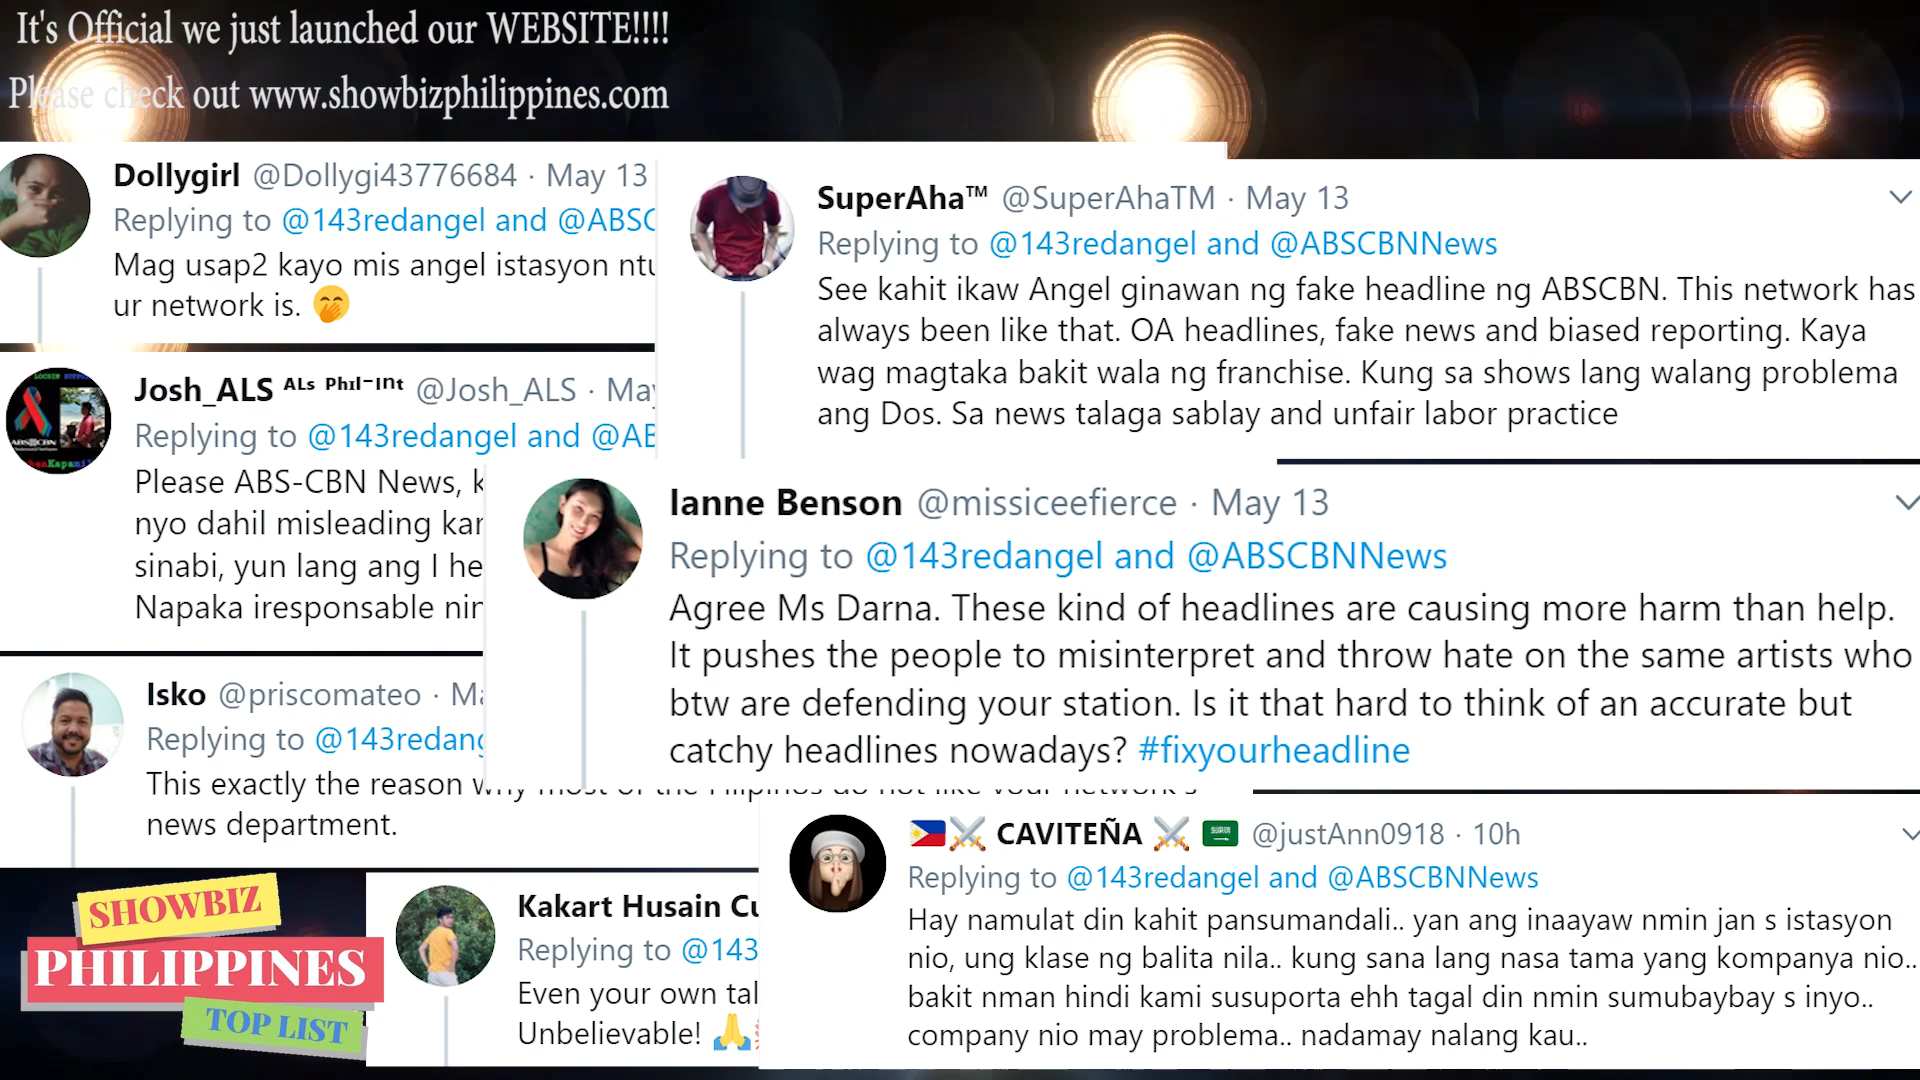 It's Official we just launched our WEBSITE!!!!
Please check out www.showbizphilippines.com
Dollygirl @Dollygi43776684 · May 13
Replying to @143redangel and @ABSC
Mag usap2 kayo mis angel istasyon ntu
ur network is. 🤭
Josh_ALS ᴬᴸˢ ᴾʰᶦˡ⁻ᴵⁿᵗ @Josh_ALS · May
Replying to @143redangel and @AB
Please ABS-CBN News, k
nyo dahil misleading kar
sinabi, yun lang ang I he
Napaka iresponsable nin
Isko @priscomateo · Ma
Replying to @143redang
This exactly the reason why most of the Filipinos do not like your network's
news department.
Kakart Husain Cu
Replying to @143
Even your own tal
Unbelievable! 🙏
SuperAha™ @SuperAhaTM · May 13
Replying to @143redangel and @ABSCBNNews
See kahit ikaw Angel ginawan ng fake headline ng ABSCBN. This network has
always been like that. OA headlines, fake news and biased reporting. Kaya
wag magtaka bakit wala ng franchise. Kung sa shows lang walang problema
ang Dos. Sa news talaga sablay and unfair labor practice
Ianne Benson @missiceefierce · May 13
Replying to @143redangel and @ABSCBNNews
Agree Ms Darna. These kind of headlines are causing more harm than help.
It pushes the people to misinterpret and throw hate on the same artists who
btw are defending your station. Is it that hard to think of an accurate but
catchy headlines nowadays? #fixyourheadline
🇵🇭⚔️ CAVITEÑA ⚔️🇸🇦 @justAnn0918 · 10h
Replying to @143redangel and @ABSCBNNews
Hay namulat din kahit pansumandali.. yan ang inaayaw nmin jan s istasyon
nio, ung klase ng balita nila.. kung sana lang nasa tama yang kompanya nio..
bakit nman hindi kami susuporta ehh tagal din nmin sumubaybay s inyo..
company nio may problema.. nadamay nalang kau..
SHOWBIZ
PHILIPPINES
TOP LIST